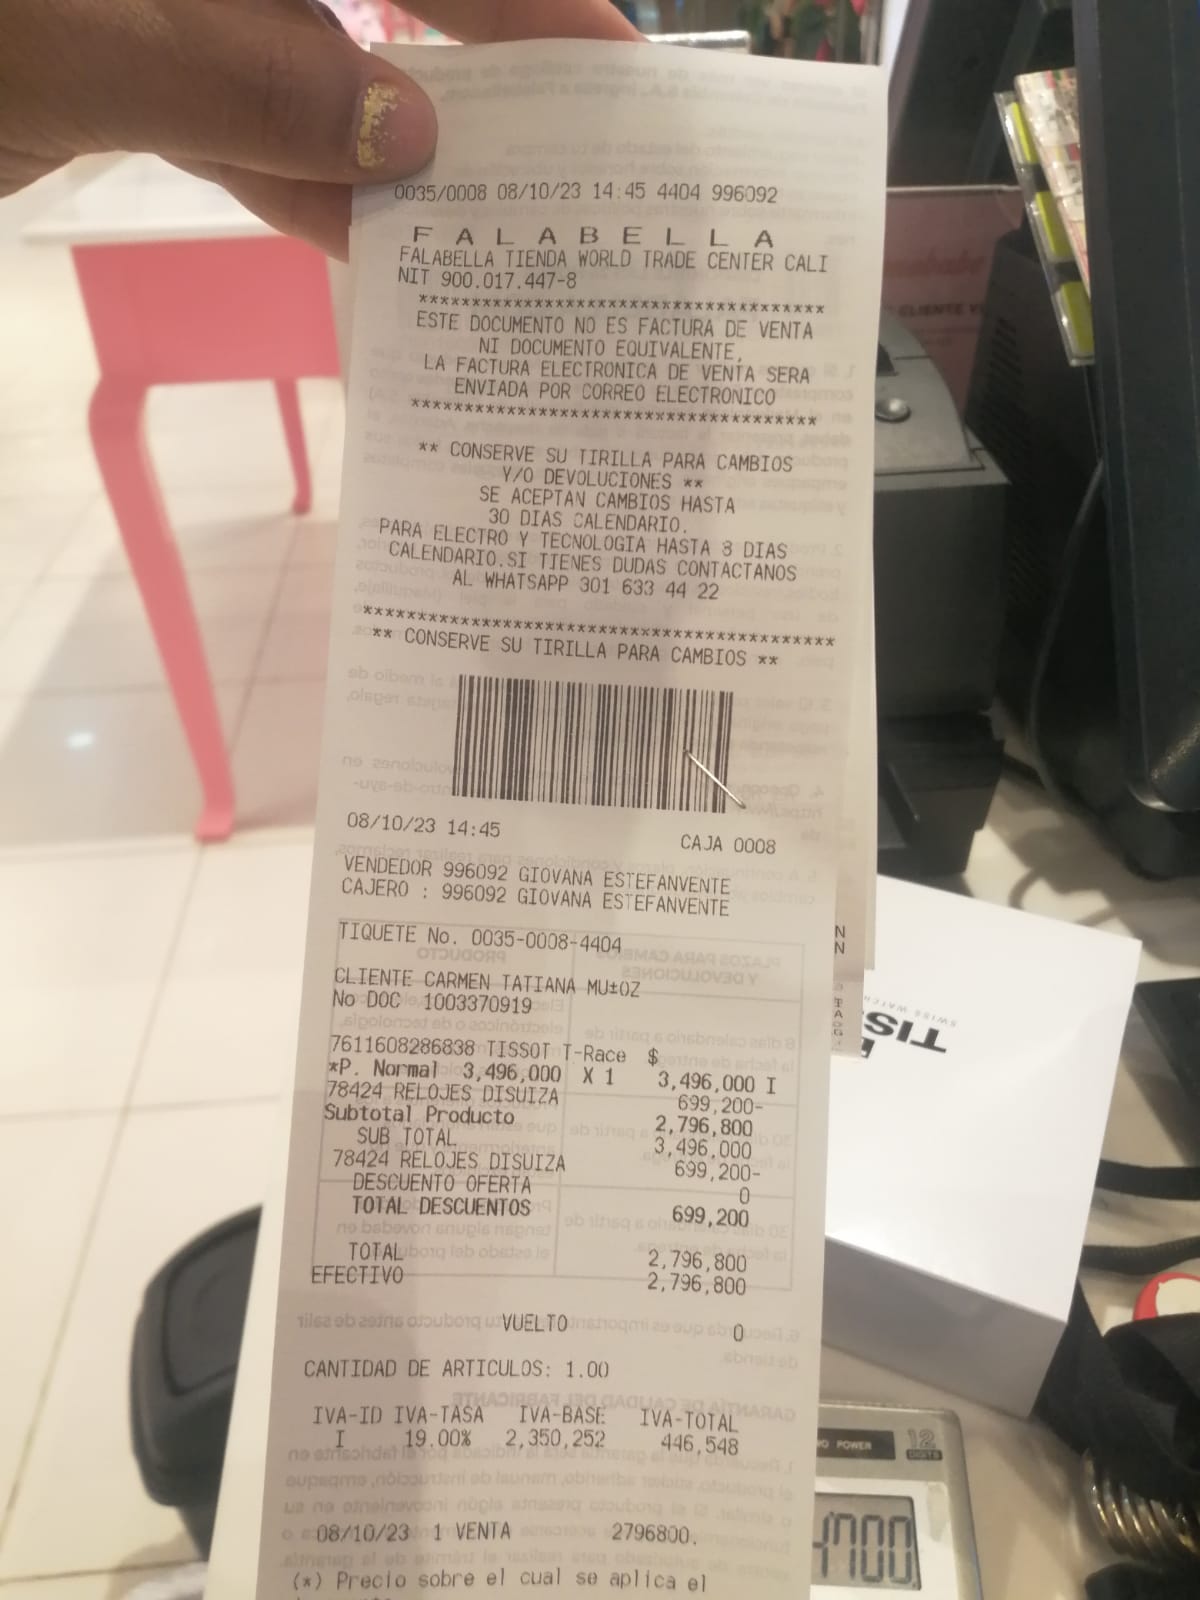 0035/0008 08/10/23 14:45 4404 996092
F A L A B E L L A
FALABELLA TIENDA WORLD TRADE CENTER CALI
NIT 900.017.447-8
**************************************
ESTE DOCUMENTO NO ES FACTURA DE VENTA
NI DOCUMENTO EQUIVALENTE,
LA FACTURA ELECTRONICA DE VENTA SERA
ENVIADA POR CORREO ELECTRONICO
**************************************
** CONSERVE SU TIRILLA PARA CAMBIOS
Y/O DEVOLUCIONES **
SE ACEPTAN CAMBIOS HASTA
30 DIAS CALENDARIO.
PARA ELECTRO Y TECNOLOGIA HASTA 8 DIAS
CALENDARIO.SI TIENES DUDAS CONTACTANOS
AL WHATSAPP 301 633 44 22
********************************************
** CONSERVE SU TIRILLA PARA CAMBIOS **
08/10/23 14:45 CAJA 0008
VENDEDOR 996092 GIOVANA ESTEFANVENTE
CAJERO : 996092 GIOVANA ESTEFANVENTE
TIQUETE No. 0035-0008-4404
CLIENTE CARMEN TATIANA MU±OZ
No DOC 1003370919
7611608286838 TISSOT T-Race $
*P. Normal 3,496,000 X 1 3,496,000 I
78424 RELOJES DISUIZA 699,200-
Subtotal Producto 2,796,800
SUB TOTAL 3,496,000
78424 RELOJES DISUIZA 699,200-
DESCUENTO OFERTA 0
TOTAL DESCUENTOS 699,200
TOTAL 2,796,800
EFECTIVO 2,796,800
VUELTO 0
CANTIDAD DE ARTICULOS: 1.00
IVA-ID IVA-TASA IVA-BASE IVA-TOTAL
I 19.00% 2,350,252 446,548
08/10/23 1 VENTA 2796800.
(*) Precio sobre el cual se aplica el
CLIENTE
SWISS WATCH
POWER
12
DIGITS
4700